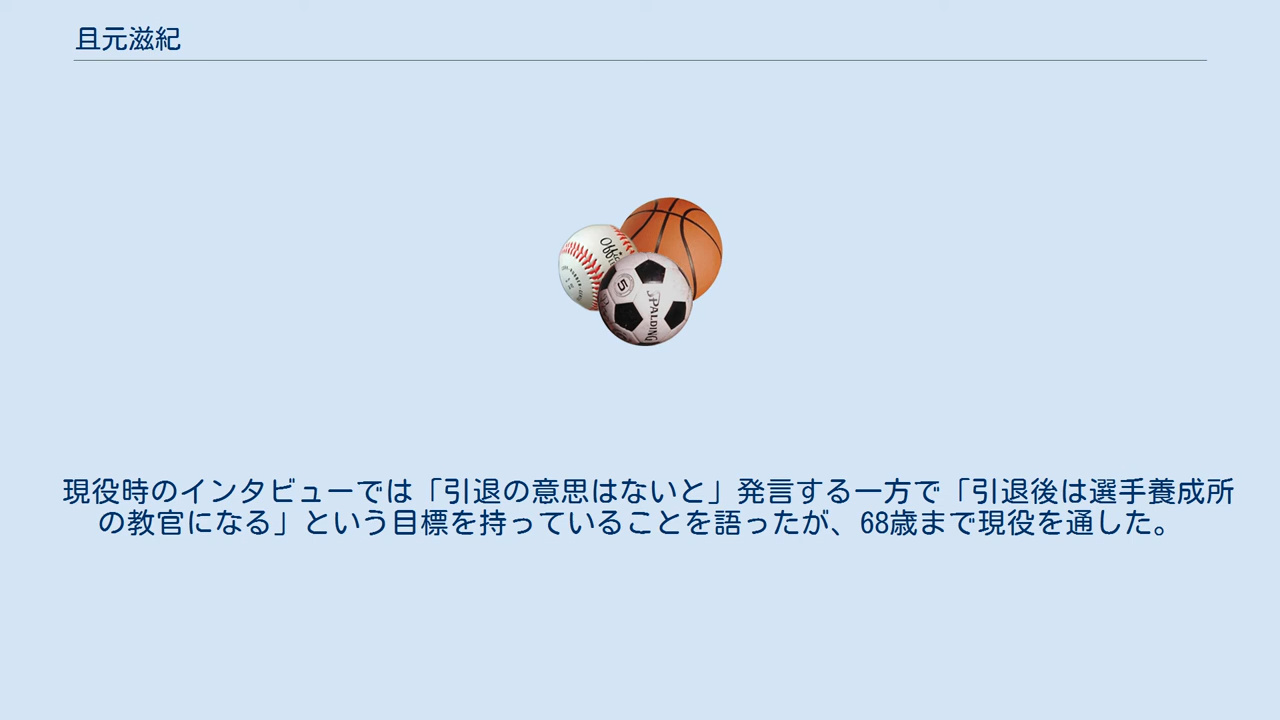 且元滋紀
Offi
5
SPALDING
現役時のインタビューでは「引退の意思はないと」発言する一方で「引退後は選手養成所
の教官になる」という目標を持っていることを語ったが、68歳まで現役を通した。